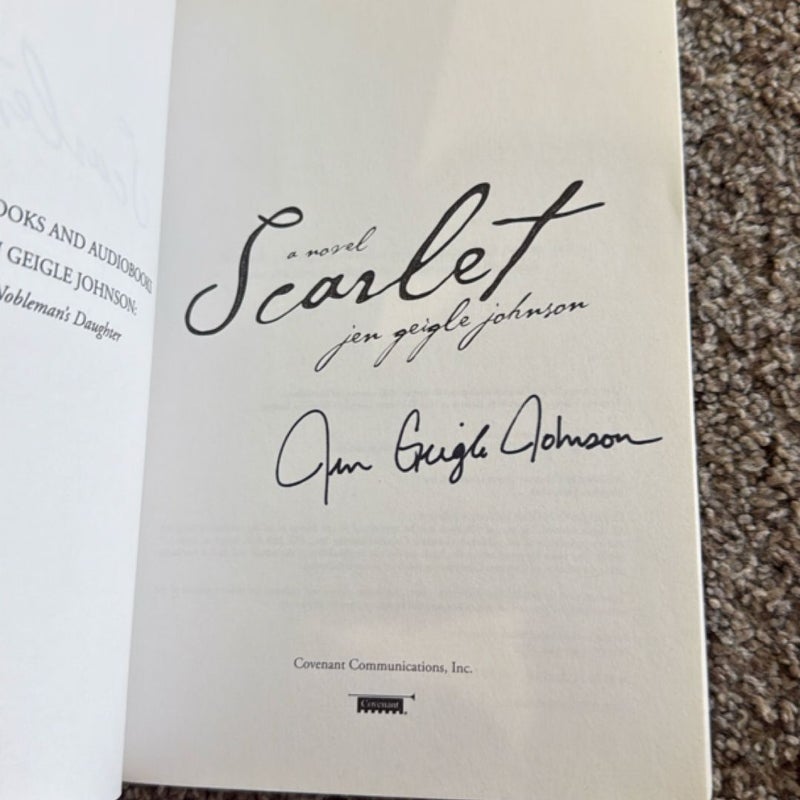 OOKS AND AUDIOBOOKS
GEIGLE JOHNSON:
Nobleman's Daughter
a novel
Scarlet
jen geigle johnson
Jen Geigle Johnson
Covenant Communications, Inc.
Covenant